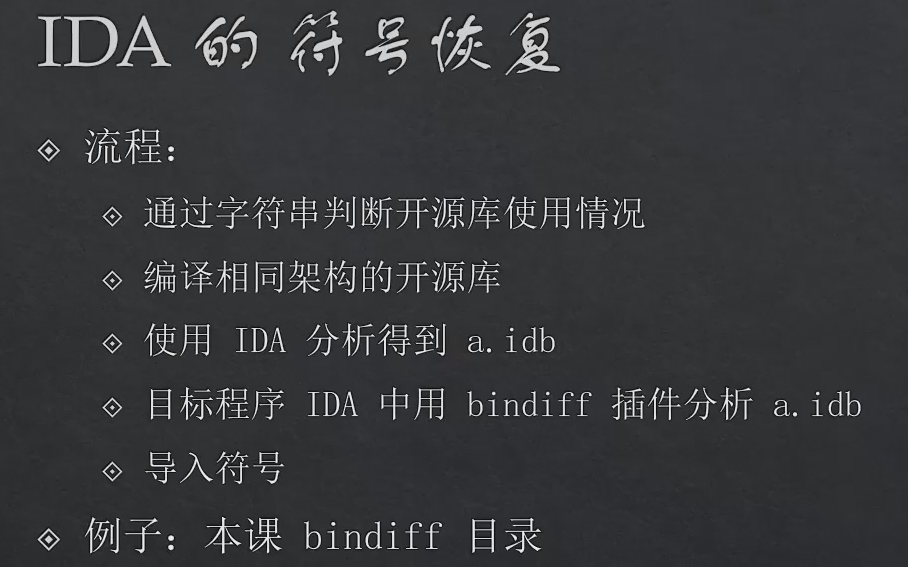 IDA 的 符号恢复
流程：
通过字符串判断开源库使用情况
编译相同架构的开源库
使用 IDA 分析得到 a.idb
目标程序 IDA 中用 bindiff 插件分析 a.idb
导入符号
例子：本课 bindiff 目录